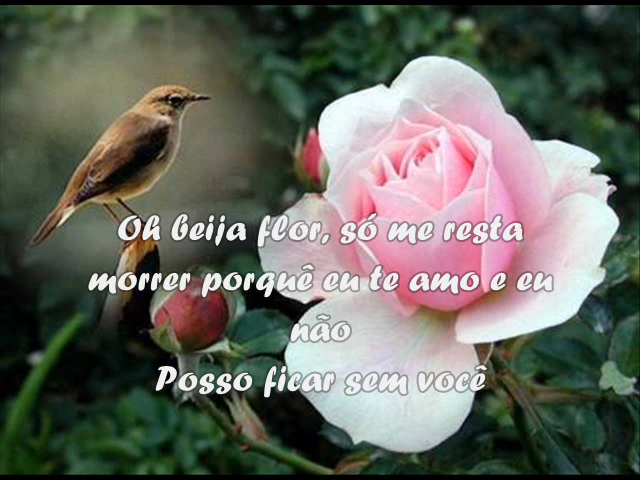 Oh beija flor, só me resta
morrer porquê eu te amo e eu
não
Posso ficar sem você